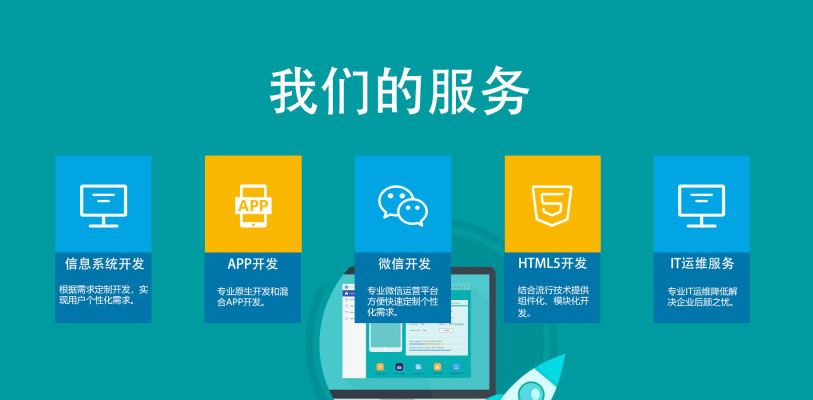 我们的服务
APP
信息系统开发
根据需求定制开发，实
现用户个性化需求。
APP开发
专业原生开发和混
合APP开发。
微信开发
专业微信运营平台
方便快速定制个性
化需求。
HTML5开发
结合流行技术提供
组件化、模块化开
发。
IT运维服务
专业IT运维降低解
决企业后顾之忧。